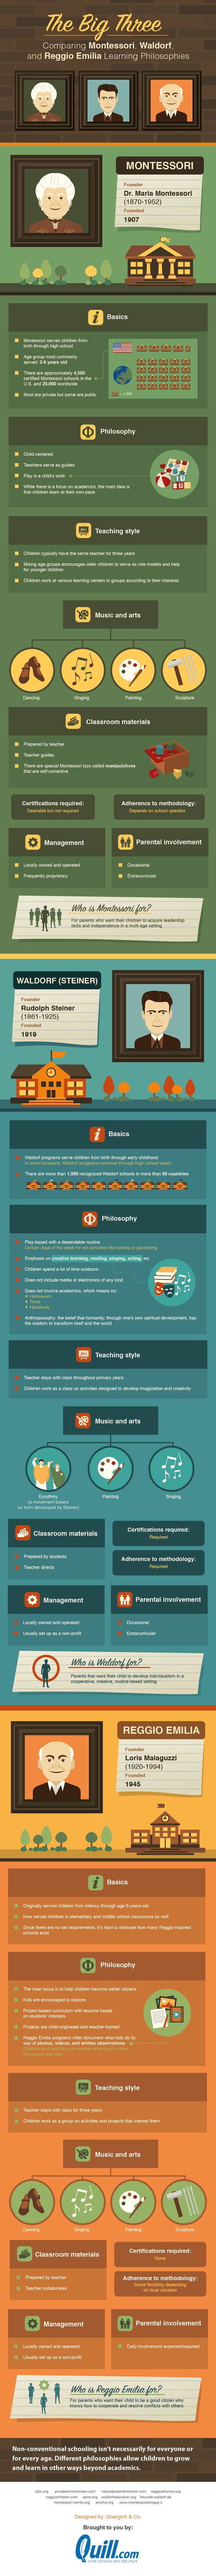 The Big Three
Comparing Montessori, Waldorf,
and Reggio Emilia Learning Philosophies
MONTESSORI
Founder
Dr. Maria Montessori
(1870-1952)
Founded
1907
Basics
Montessori serves children from
birth through high school
Age group most commonly
served: 2-6 years old
There are approximately 4,500
certified Montessori schools in the
U.S. and 20,000 worldwide
Most are private but some are public
Philosophy
Child-centered
Teachers serve as guides
Play is a child's work
While there is a focus on academics, the main idea is
that children learn at their own pace
Teaching style
Children typically have the same teacher for three years
Mixing age groups encourages older children to serve as role models and help
for younger children
Children work at various learning centers in groups according to their interests
Music and arts
Dancing
Singing
Painting
Sculpture
Classroom materials
Prepared by teacher
Teacher guides
There are special Montessori toys called manipulatives
that are self-corrective
Certifications required:
Desirable but not required
Adherence to methodology:
Depends on school operator
Management
Locally owned and operated
Frequently proprietary
Parental involvement
Occasional
Extracurricular
Who is Montessori for?
For parents who want their children to acquire leadership
skills and independence in a multi-age setting
WALDORF (STEINER)
Founder
Rudolph Steiner
(1861-1925)
Founded
1919
Basics
Waldorf programs serve children from birth through early childhood
In some locations, Waldorf programs continue through high school years
There are more than 1,000 recognized Waldorf schools in more than 60 countries
Philosophy
Play-based with a dependable routine
Certain days of the week for set activities like baking or gardening
Emphasis on creative learning, reading, singing, acting, etc.
Children spend a lot of time outdoors
Does not include media or electronics of any kind
Does not involve academics, which means no:
Homework
Tests
Handouts
Anthroposophy: the belief that humanity, through one's own spiritual development, has
the wisdom to transform itself and the world
Teaching style
Teacher stays with class throughout primary years
Children work as a class on activities designed to develop imagination and creativity
Music and arts
Eurythmy
(a movement-based
art form developed by Steiner)
Painting
Singing
Classroom materials
Prepared by students
Teacher directs
Certifications required:
Required
Adherence to methodology:
Required
Management
Locally owned and operated
Usually set up as a non-profit
Parental involvement
Occasional
Extracurricular
Who is Waldorf for?
Parents that want their child to develop individualism in a
cooperative, creative, routine-based setting
REGGIO EMILIA
Founder
Loris Malaguzzi
(1920-1994)
Founded
1945
Basics
Originally served children from infancy through age 6-years-old
Now serves children to elementary and middle school classrooms as well
Since there are no set requirements, it's hard to estimate how many Reggio-inspired
schools exist
Philosophy
The main focus is to help children become better citizens
Kids are encouraged to explore
Project-based curriculum with lessons based
on students' interests
Projects are child-originated and teacher-framed
Reggio Emilia programs often document what kids do by
way of photos, videos, and written observations
Teaching style
Teacher stays with class for three years
Children work as a group on activities and projects that interest them
Music and arts
Dancing
Singing
Painting
Sculpture
Classroom materials
Prepared by teacher
Teacher collaborates
Certifications required:
None
Adherence to methodology:
Some flexibility depending
on local situation
Management
Locally owned and operated
Usually set up as a non-profit
Parental involvement
Daily involvement expected/required
Who is Reggio Emilia for?
For parents who want their child to be a good citizen who
knows how to cooperate and resolve conflicts with others
Non-conventional schooling isn't necessarily for everyone or
for every age. Different philosophies allow children to grow
and learn in other ways beyond academics.
Designed by: Ghergich & Co.
Brought to you by:
Quill.com